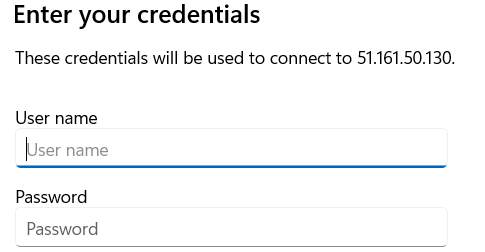 Enter your credentials
These credentials will be used to connect to 51.161.50.130.
User name
User name
Password
Password